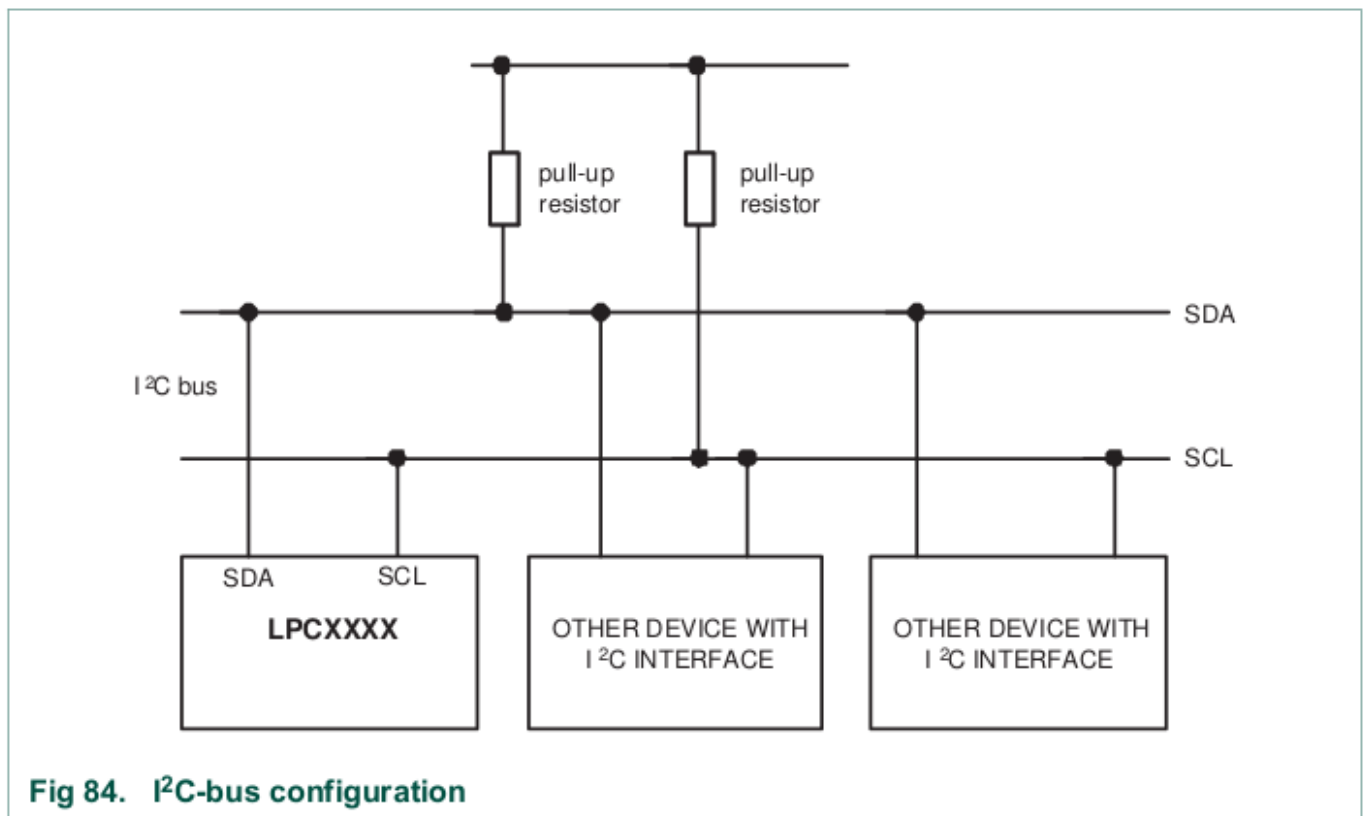 pull-up
resistor
pull-up
resistor
SDA
I²C bus
SCL
SDA
SCL
LPCXXXX
OTHER DEVICE WITH
I²C INTERFACE
OTHER DEVICE WITH
I²C INTERFACE
Fig 84. I²C-bus configuration